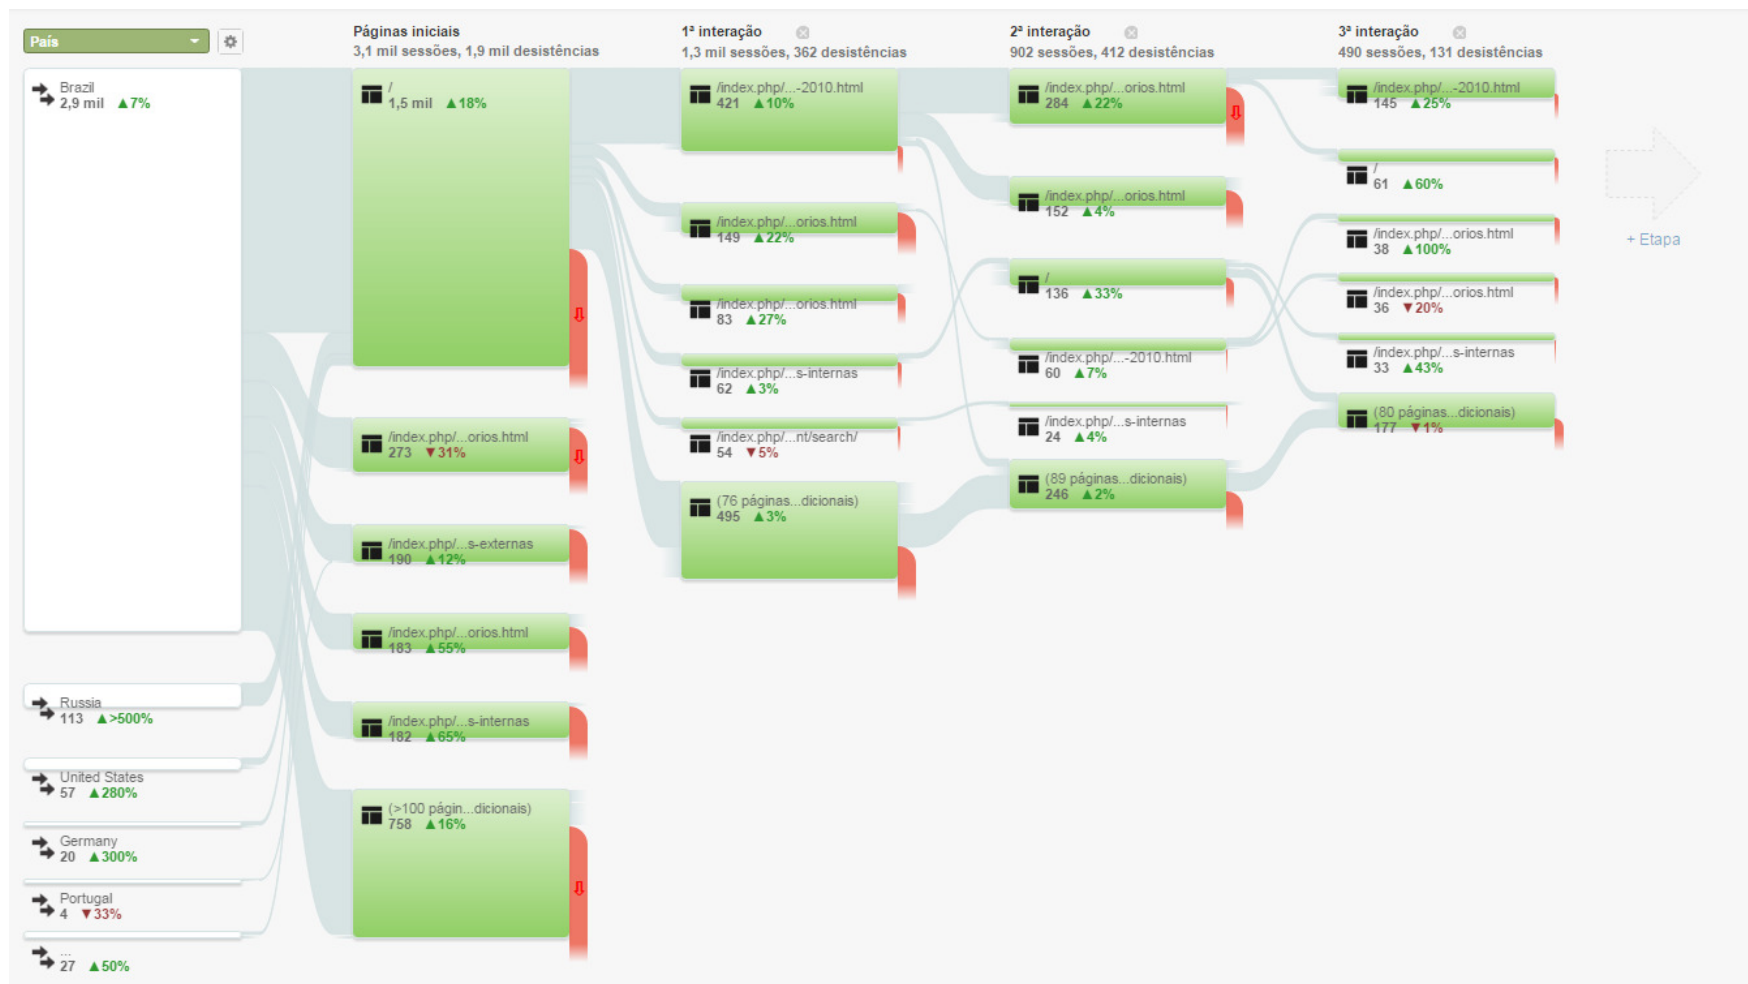 País
Brazil
2,9 mil ▲7%
Russia
113 ▲>500%
United States
57 ▲280%
Germany
20 ▲300%
Portugal
4 ▼33%
...
27 ▲50%
Páginas iniciais
3,1 mil sessões, 1,9 mil desistências
/
1,5 mil ▲18%
/index.php/...orios.html
273 ▼31%
/index.php/...s-externas
190 ▲12%
/index.php/...orios.html
183 ▲55%
/index.php/...s-internas
182 ▲65%
(>100 págin...dicionais)
758 ▲16%
1ª interação
1,3 mil sessões, 362 desistências
/index.php/...-2010.html
421 ▲10%
/index.php/...orios.html
149 ▲22%
/index.php/...orios.html
83 ▲27%
/index.php/...s-internas
62 ▲3%
/index.php/...nt/search/
54 ▼5%
(76 páginas...dicionais)
495 ▲3%
2ª interação
902 sessões, 412 desistências
/index.php/...orios.html
284 ▲22%
/index.php/...orios.html
152 ▲4%
/
136 ▲33%
/index.php/...-2010.html
60 ▲7%
/index.php/...s-internas
24 ▲4%
(89 páginas...dicionais)
246 ▲2%
3ª interação
490 sessões, 131 desistências
/index.php/...-2010.html
145 ▲25%
/
61 ▲60%
/index.php/...orios.html
38 ▲100%
/index.php/...orios.html
36 ▼20%
/index.php/...s-internas
33 ▲43%
(80 páginas...dicionais)
177 ▼1%
+ Etapa